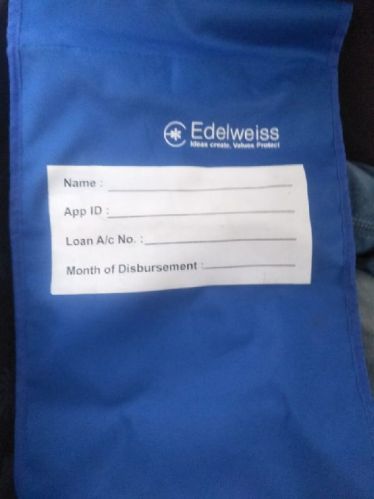 Edelweiss
Ideas create, Values Protect
Name :
App ID :
Loan A/c No. :
Month of Disbursement :